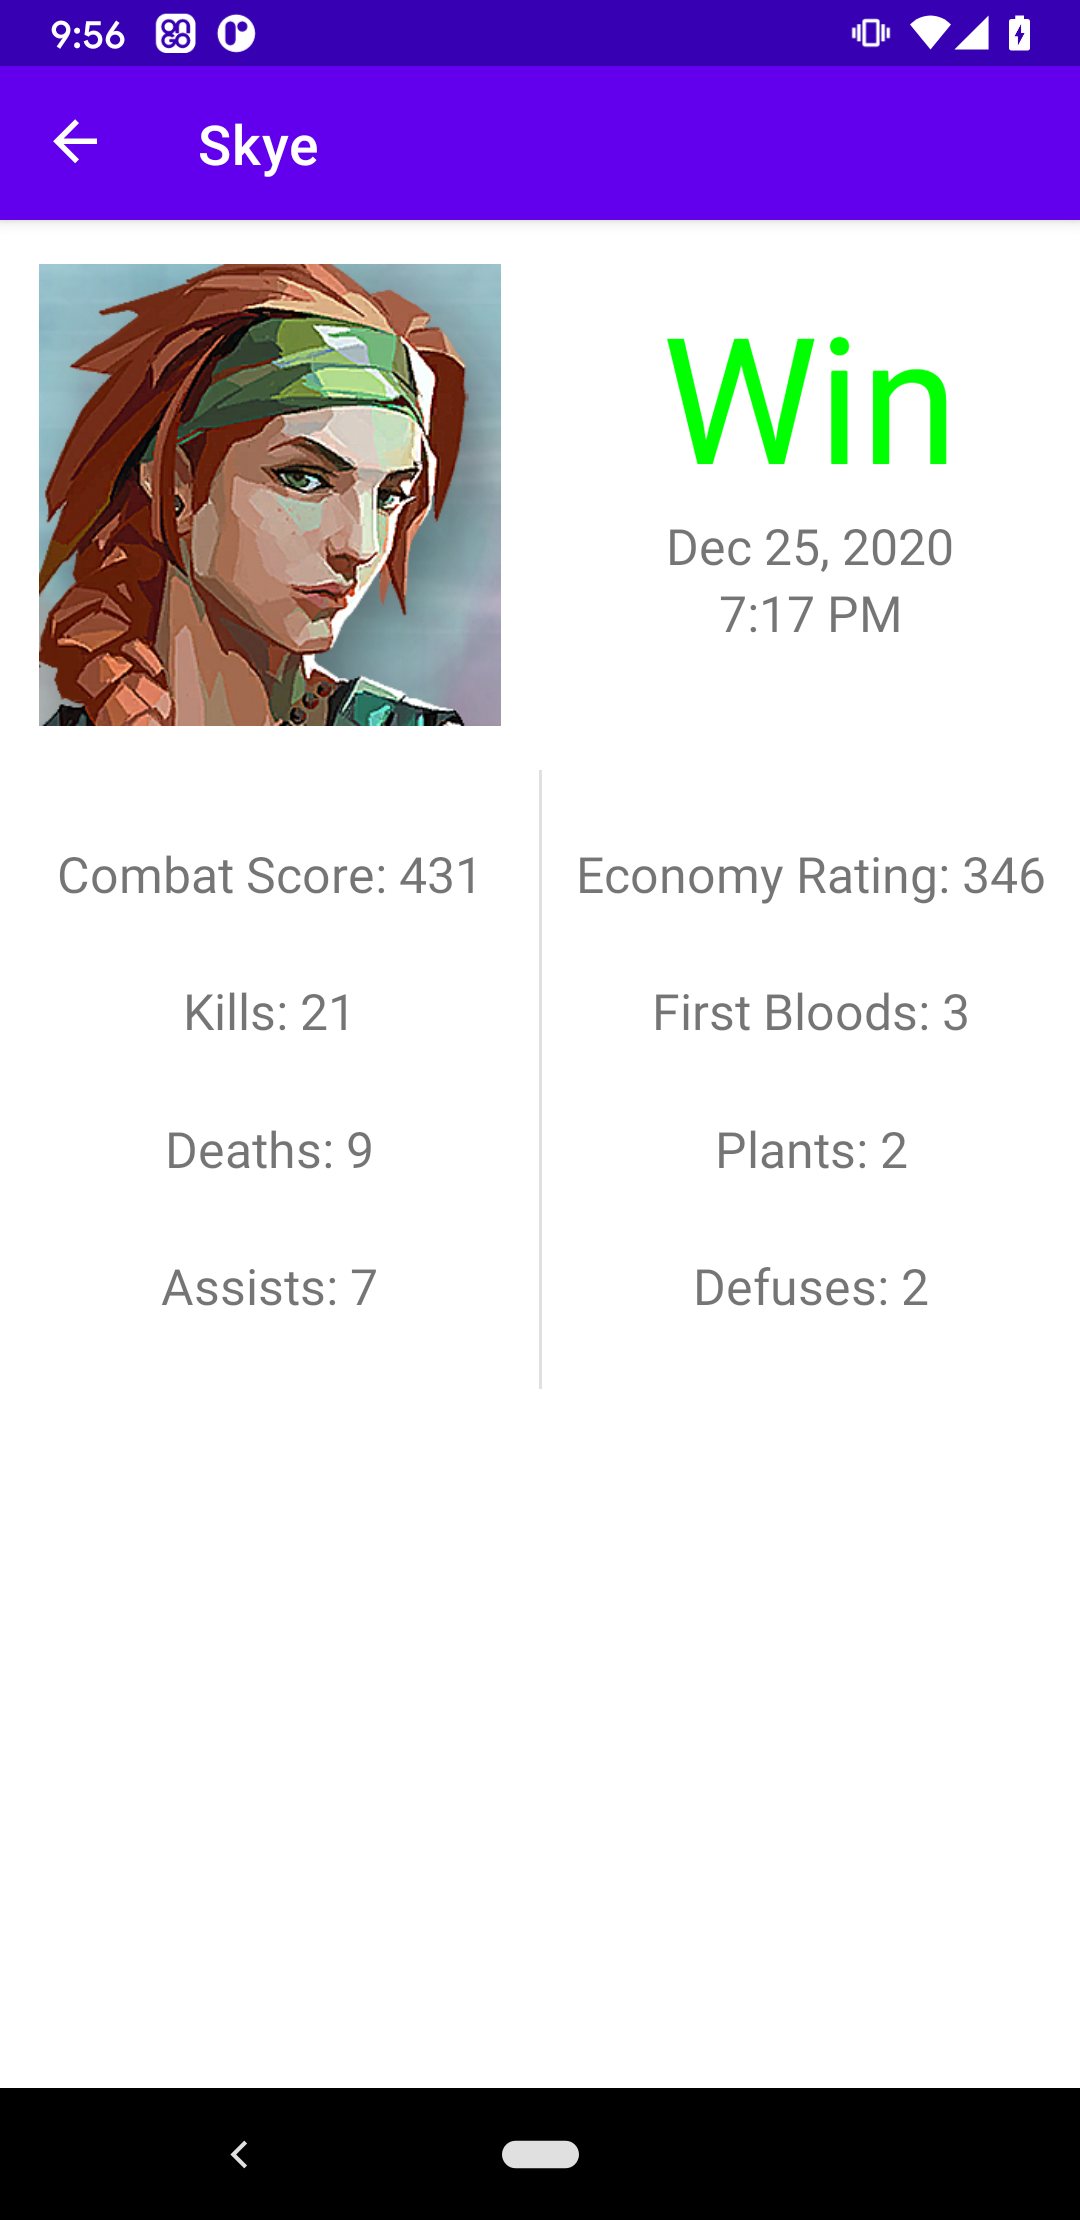 9:56
Skye
Win
Dec 25, 2020
7:17 PM
Combat Score: 431
Economy Rating: 346
Kills: 21
First Bloods: 3
Deaths: 9
Plants: 2
Assists: 7
Defuses: 2